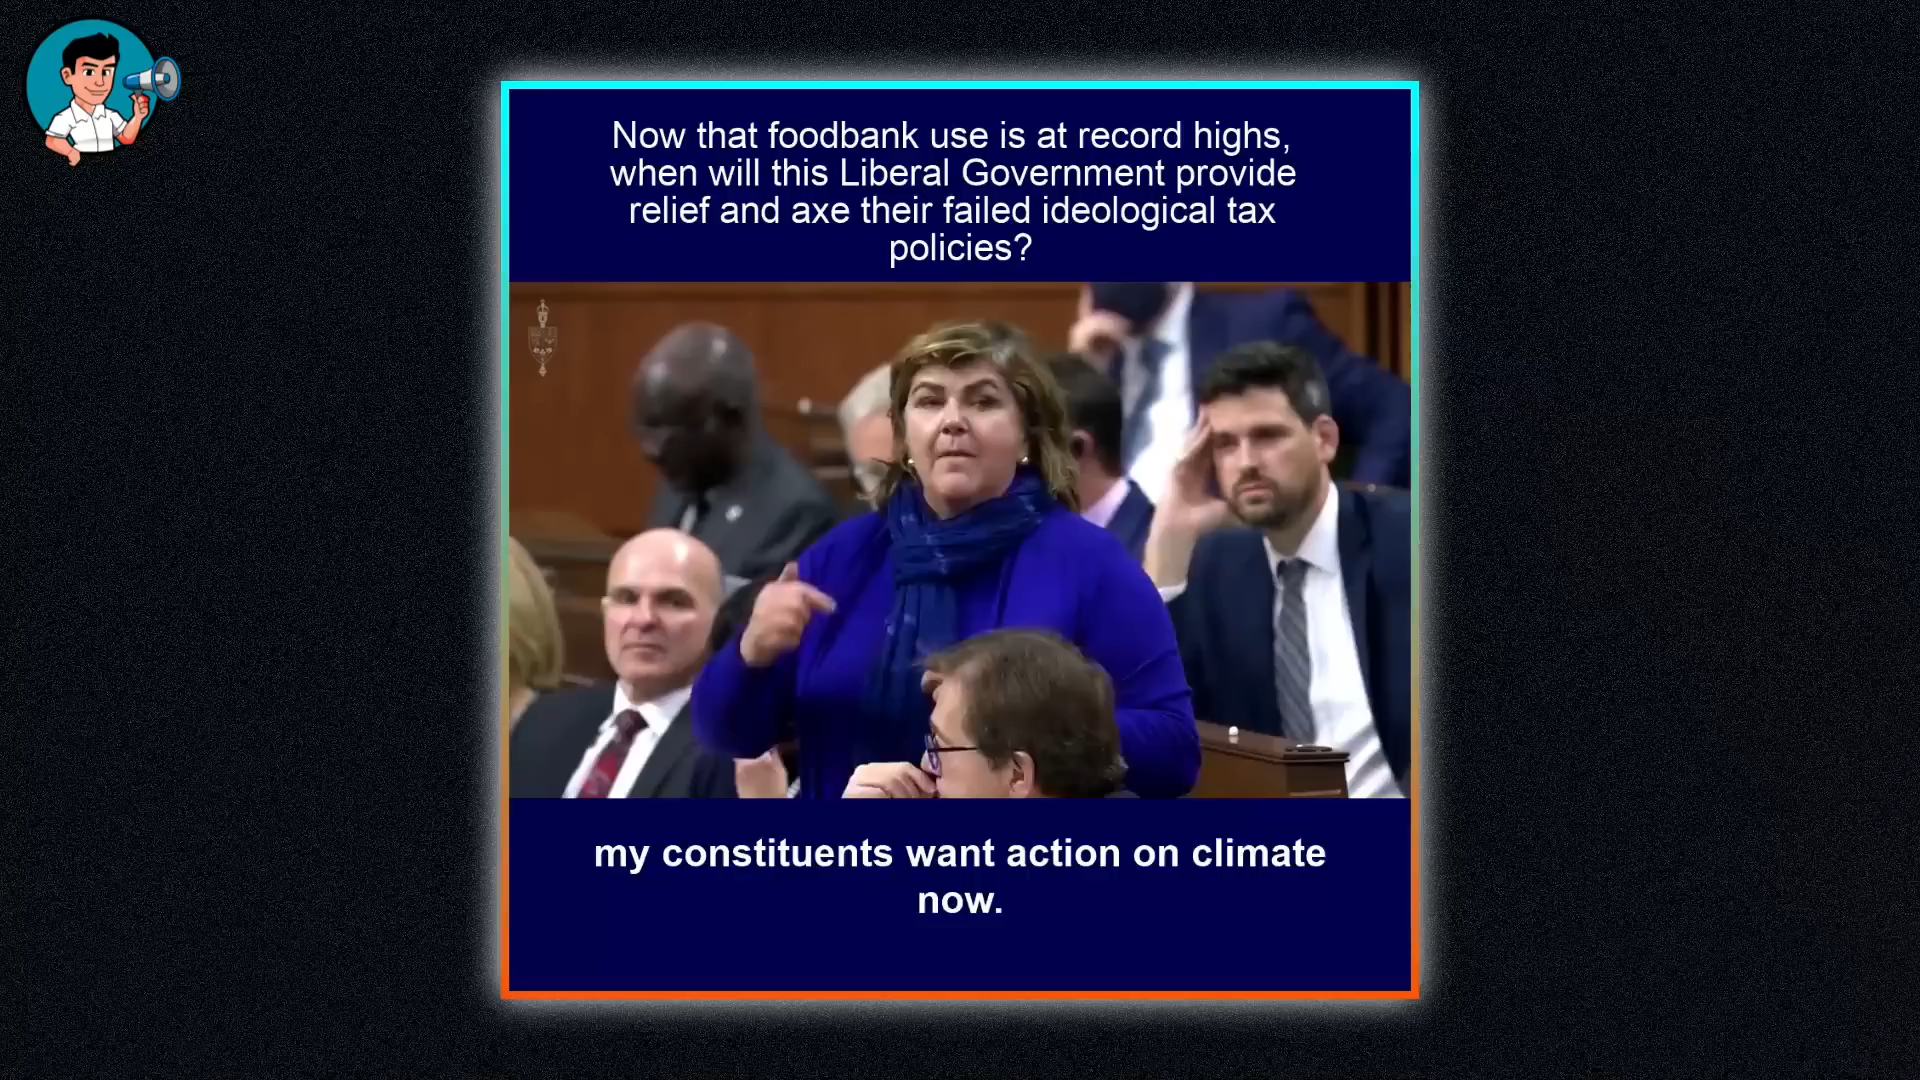 Now that foodbank use is at record highs,
when will this Liberal Government provide
relief and axe their failed ideological tax
policies?
my constituents want action on climate
now.